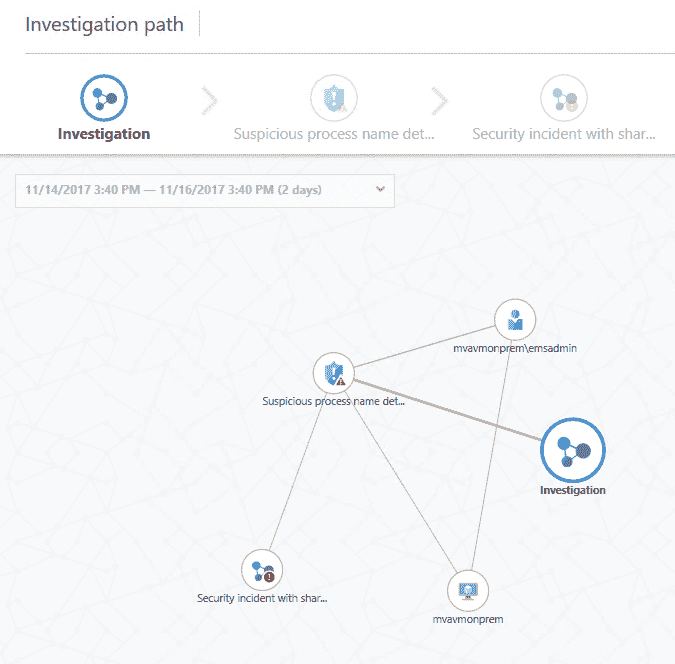 Investigation path
Investigation
Suspicious process name det...
Security incident with shar...
11/14/2017 3:40 PM — 11/16/2017 3:40 PM (2 days)
mvavmonprem\emsadmin
Suspicious process name det...
Investigation
Security incident with shar...
mvavmonprem